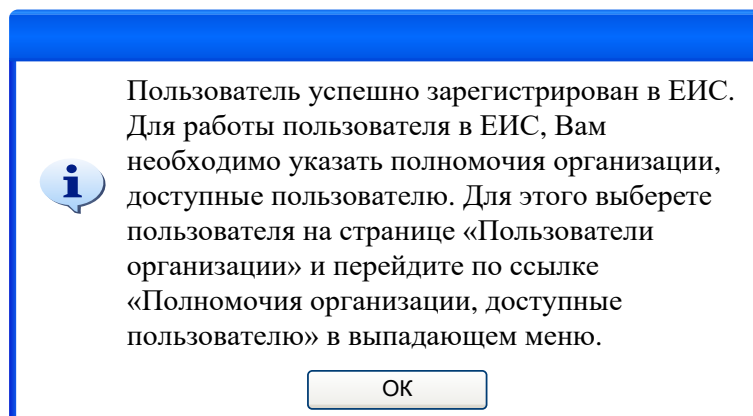 Пользователь успешно зарегистрирован в ЕИС.
Для работы пользователя в ЕИС, Вам
необходимо указать полномочия организации,
доступные пользователю. Для этого выберете
пользователя на странице «Пользователи
организации» и перейдите по ссылке
«Полномочия организации, доступные
пользователю» в выпадающем меню.
ОК